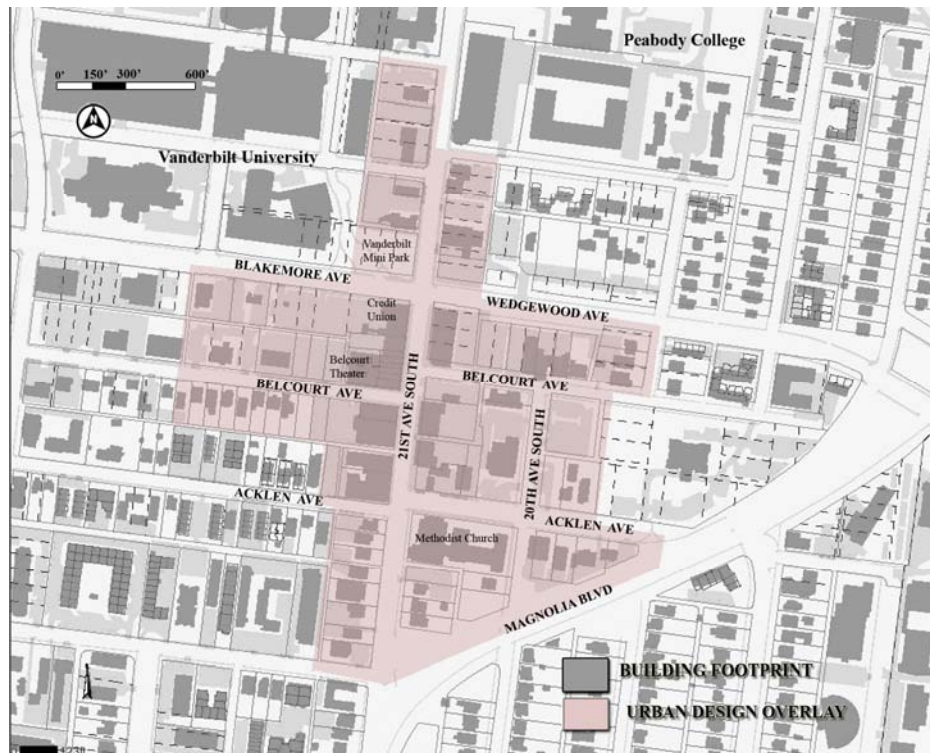 Peabody College
0' 150' 300' 600'
N
Vanderbilt University
Vanderbilt
Mini Park
BLAKEMORE AVE
WEDGEWOOD AVE
Credit
Union
Belcourt
Theater
BELCOURT AVE
BELCOURT AVE
21ST AVE SOUTH
20TH AVE SOUTH
ACKLEN AVE
ACKLEN AVE
Methodist Church
MAGNOLIA BLVD
BUILDING FOOTPRINT
URBAN DESIGN OVERLAY